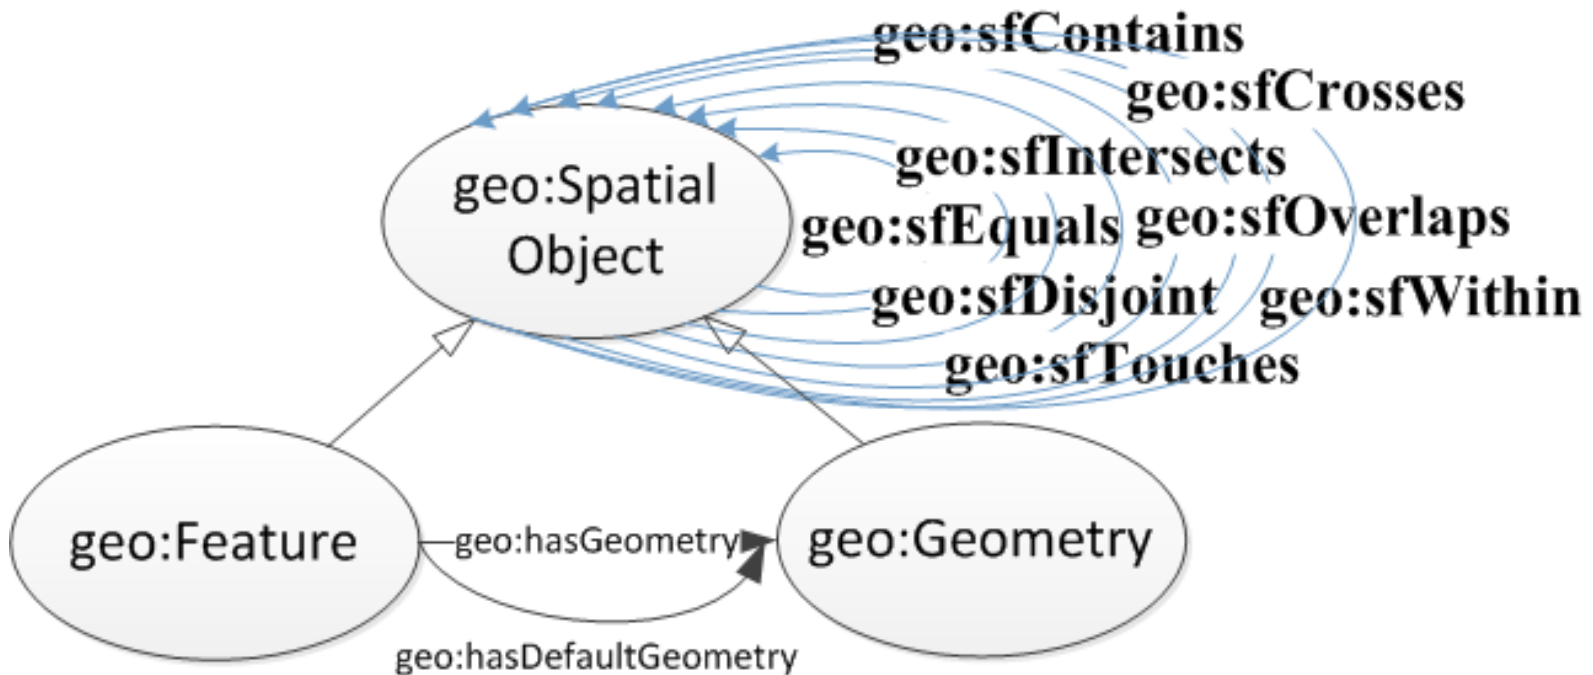 geo:sfContains
geo:sfCrosses
geo:sfIntersects
geo:Spatial
Object
geo:sfEquals geo:sfOverlaps
geo:sfDisjoint geo:sfWithin
geo:sfTouches
geo:Feature
geo:hasGeometry
geo:Geometry
geo:hasDefaultGeometry